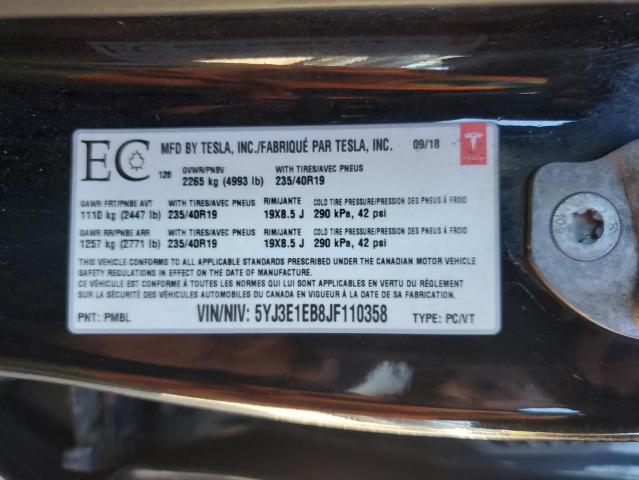 EC 126
MFD BY TESLA, INC./FABRIQUÉ PAR TESLA, INC. 09/18
TESLA
GVWR/PNBV WITH TIRES/AVEC PNEUS
2265 kg (4993 lb) 235/40R19
GAWR FRT/PNBE AVT WITH TIRES/AVEC PNEUS RIM/JANTE COLD TIRE PRESSURE/PRESSION DES PNEUS À FROID
1110 kg (2447 lb) 235/40R19 19X8.5 J 290 kPa, 42 psi
GAWR RR/PNBE ARR WITH TIRES/AVEC PNEUS RIM/JANTE COLD TIRE PRESSURE/PRESSION DES PNEUS À FROID
1257 kg (2771 lb) 235/40R19 19X8.5 J 290 kPa, 42 psi
THIS VEHICLE CONFORMS TO ALL APPLICABLE STANDARDS PRESCRIBED UNDER THE CANADIAN MOTOR VEHICLE
SAFETY REGULATIONS IN EFFECT ON THE DATE OF MANUFACTURE.
CE VÉHICULE EST CONFORME À TOUTES LES NORMES QUI LUI SONT APPLICABLES EN VERTU DU RÈGLEMENT
SUR LA SÉCURITÉ DES VÉHICULES AUTOMOBILES DU CANADA EN VIGUEUR À LA DATE DE SA FABRICATION.
PNT: PMBL VIN/NIV: 5YJ3E1EB8JF110358 TYPE: PC/VT